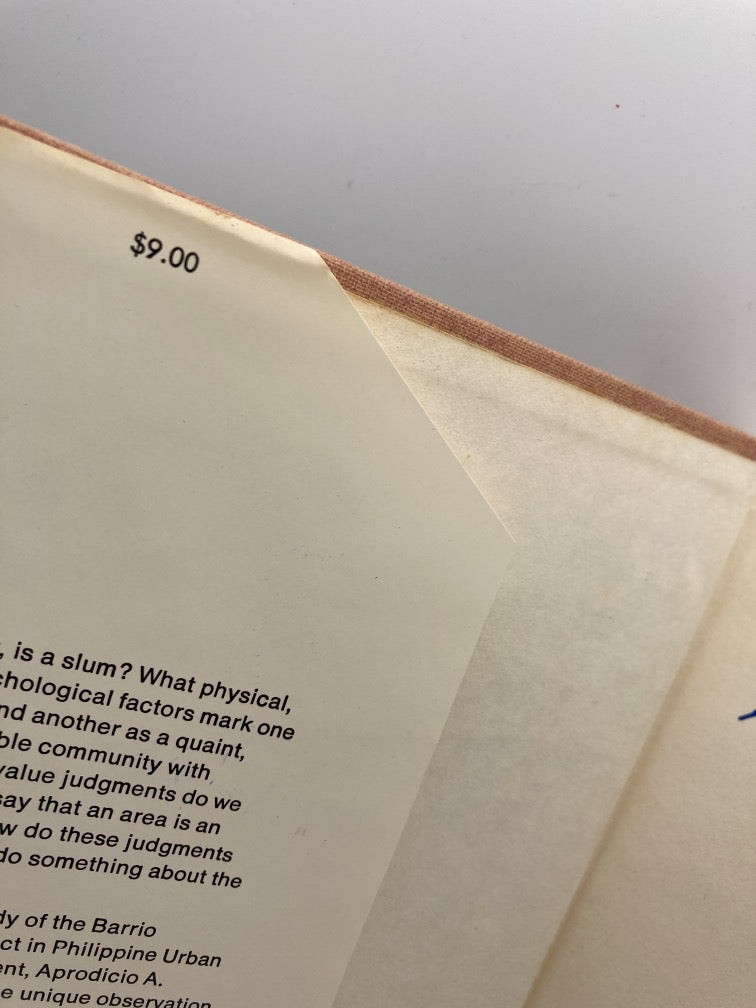 $9.00
, is a slum? What physical,
chological factors mark one
nd another as a quaint,
ble community with
value judgments do we
say that an area is an
w do these judgments
do something about the
dy of the Barrio
ct in Philippine Urban
ent, Aprodicio A.
e unique observation